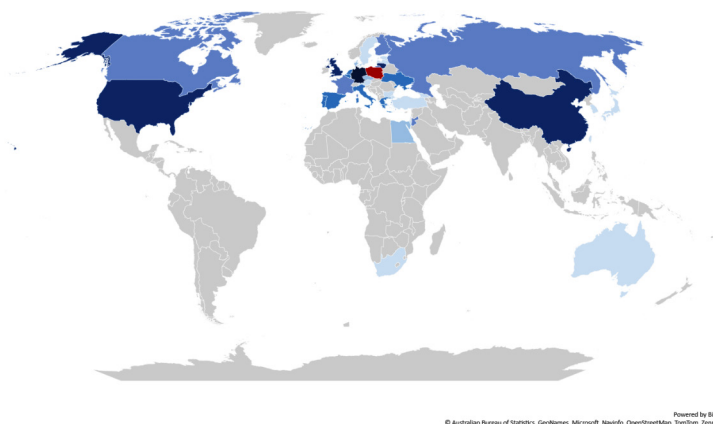 Powered by Bi
© Australian Bureau of Statistics, GeoNames, Microsoft, Navinfo, OpenStreetMap, TomTom, Zenr